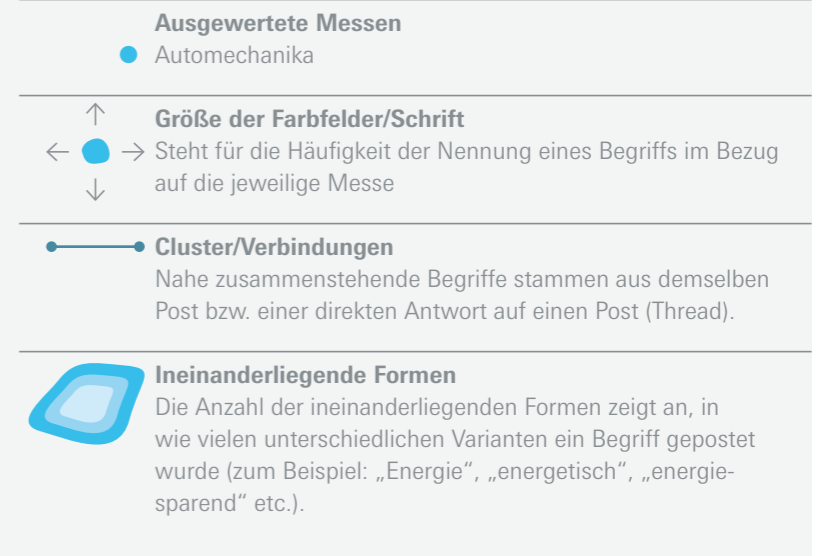 Ausgewertete Messen
Automechanika
Größe der Farbfelder/Schrift
Steht für die Häufigkeit der Nennung eines Begriffs im Bezug
auf die jeweilige Messe
Cluster/Verbindungen
Nahe zusammenstehende Begriffe stammen aus demselben
Post bzw. einer direkten Antwort auf einen Post (Thread).
Ineinanderliegende Formen
Die Anzahl der ineinanderliegenden Formen zeigt an, in
wie vielen unterschiedlichen Varianten ein Begriff gepostet
wurde (zum Beispiel: „Energie“, „energetisch“, „energie-
sparend“ etc.).